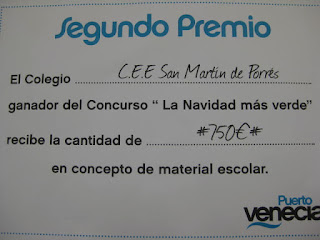 Segundo Premio
El Colegio C.E.E San Martín de Porrés
ganador del Concurso " La Navidad más verde"
recibe la cantidad de #750€#
en concepto de material escolar.
Puerto
venecia